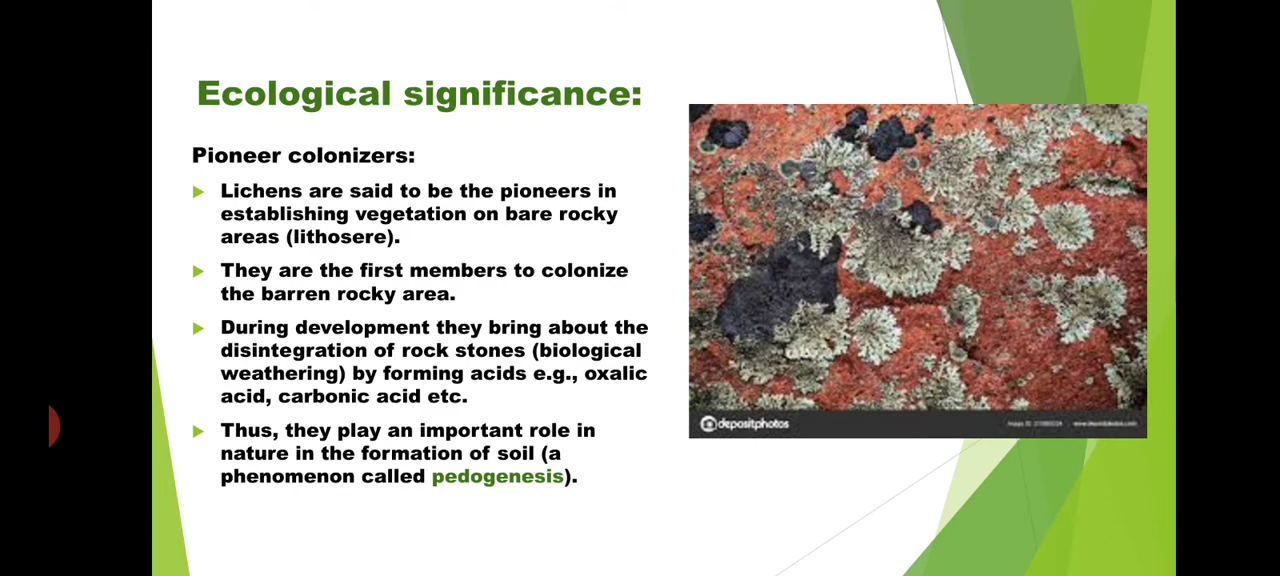 Ecological significance:
Pioneer colonizers:
Lichens are said to be the pioneers in
establishing vegetation on bare rocky
areas (lithosere).
They are the first members to colonize
the barren rocky area.
During development they bring about the
disintegration of rock stones (biological
weathering) by forming acids e.g., oxalic
acid, carbonic acid etc.
Thus, they play an important role in
nature in the formation of soil (a
phenomenon called pedogenesis).
depositphotos